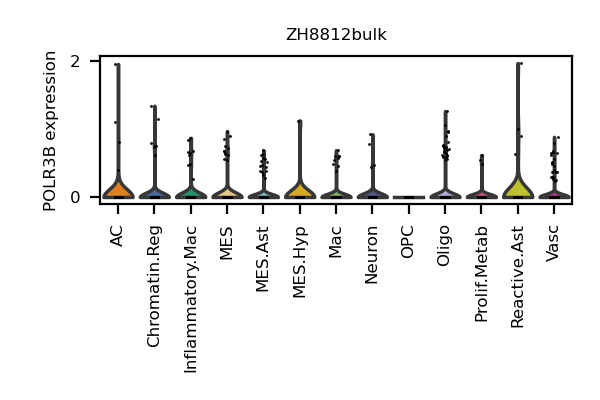 ZH8812bulk
POLR3B expression
2
0
AC
Chromatin.Reg
Inflammatory.Mac
MES
MES.Ast
MES.Hyp
Mac
Neuron
OPC
Oligo
Prolif.Metab
Reactive.Ast
Vasc